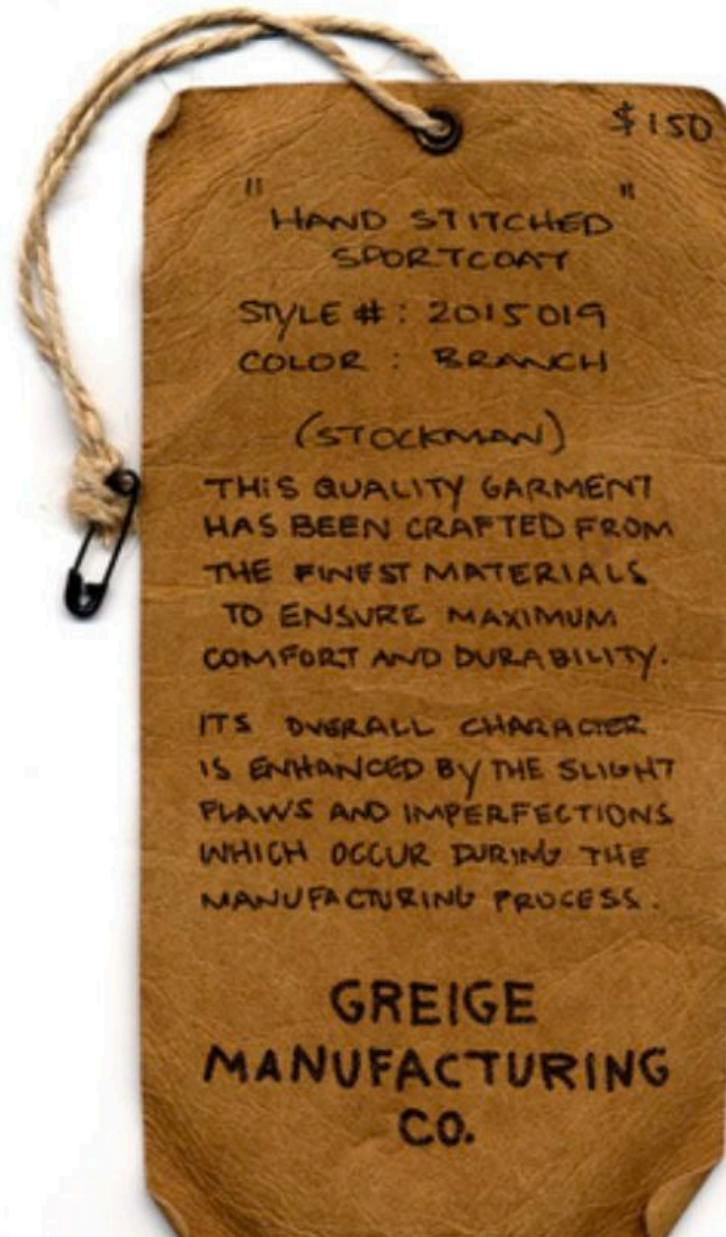 $150
"HAND STITCHED"
SPORTCOAT
STYLE #: 2015019
COLOR : BRANCH
(STOCKMAN)
THIS QUALITY GARMENT
HAS BEEN CRAFTED FROM
THE FINEST MATERIALS
TO ENSURE MAXIMUM
COMFORT AND DURABILITY.
ITS OVERALL CHARACTER
IS ENHANCED BY THE SLIGHT
FLAWS AND IMPERFECTIONS
WHICH OCCUR DURING THE
MANUFACTURING PROCESS.
GREIGE
MANUFACTURING
CO.